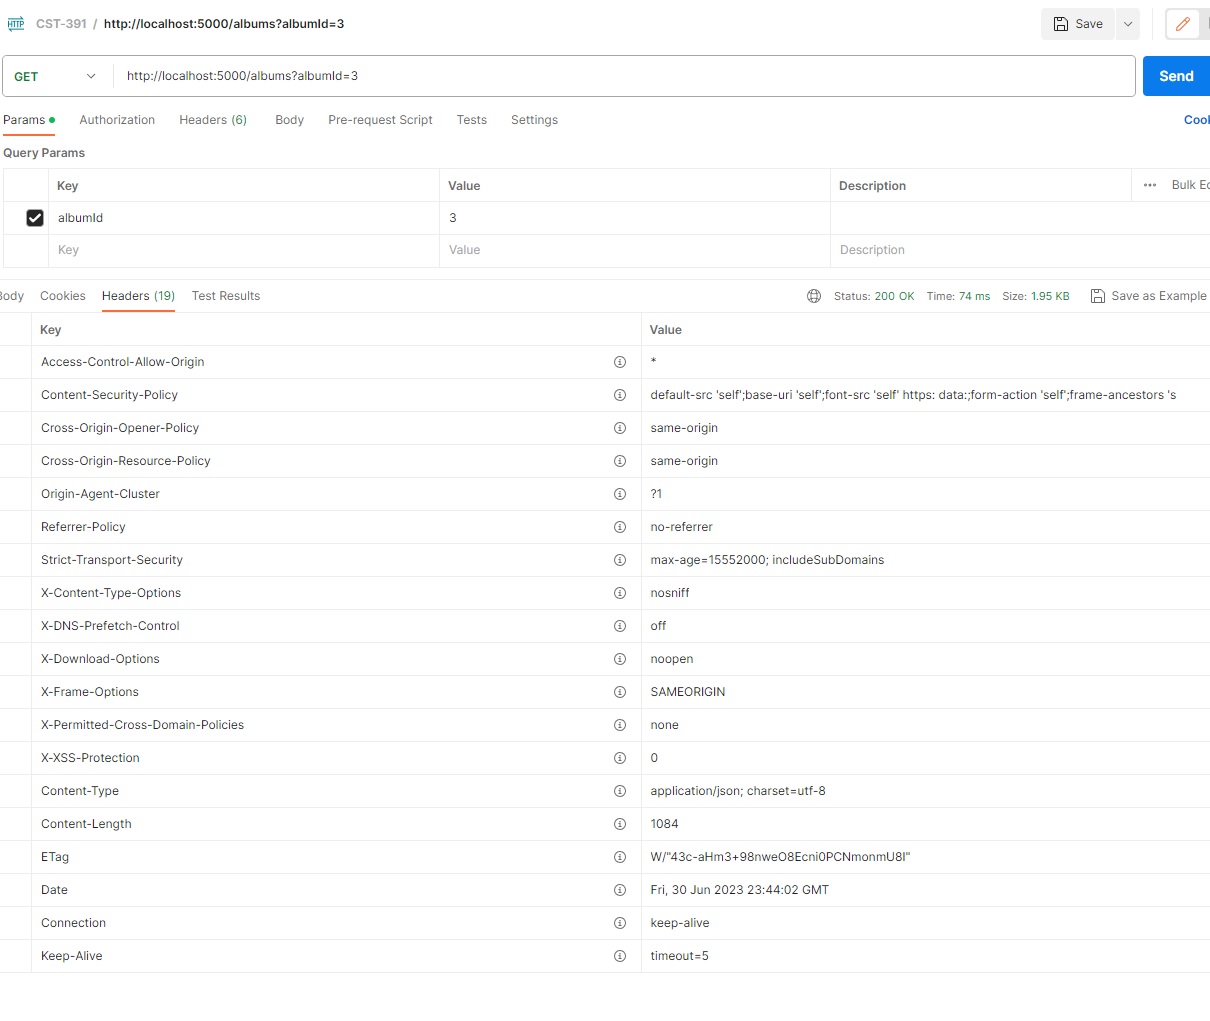 HTTP CST-391 / http://localhost:5000/albums?albumId=3 Save
GET http://localhost:5000/albums?albumId=3 Send
Params Authorization Headers (6) Body Pre-request Script Tests Settings Cook
Query Params
Key Value Description ••• Bulk Ed
albumId 3
Key Value Description
Body Cookies Headers (19) Test Results Status: 200 OK Time: 74 ms Size: 1.95 KB Save as Example
Key Value
Access-Control-Allow-Origin *
Content-Security-Policy default-src 'self';base-uri 'self';font-src 'self' https: data:;form-action 'self';frame-ancestors 's
Cross-Origin-Opener-Policy same-origin
Cross-Origin-Resource-Policy same-origin
Origin-Agent-Cluster ?1
Referrer-Policy no-referrer
Strict-Transport-Security max-age=15552000; includeSubDomains
X-Content-Type-Options nosniff
X-DNS-Prefetch-Control off
X-Download-Options noopen
X-Frame-Options SAMEORIGIN
X-Permitted-Cross-Domain-Policies none
X-XSS-Protection 0
Content-Type application/json; charset=utf-8
Content-Length 1084
ETag W/"43c-aHm3+98nweO8Ecni0PCNmonmU8I"
Date Fri, 30 Jun 2023 23:44:02 GMT
Connection keep-alive
Keep-Alive timeout=5